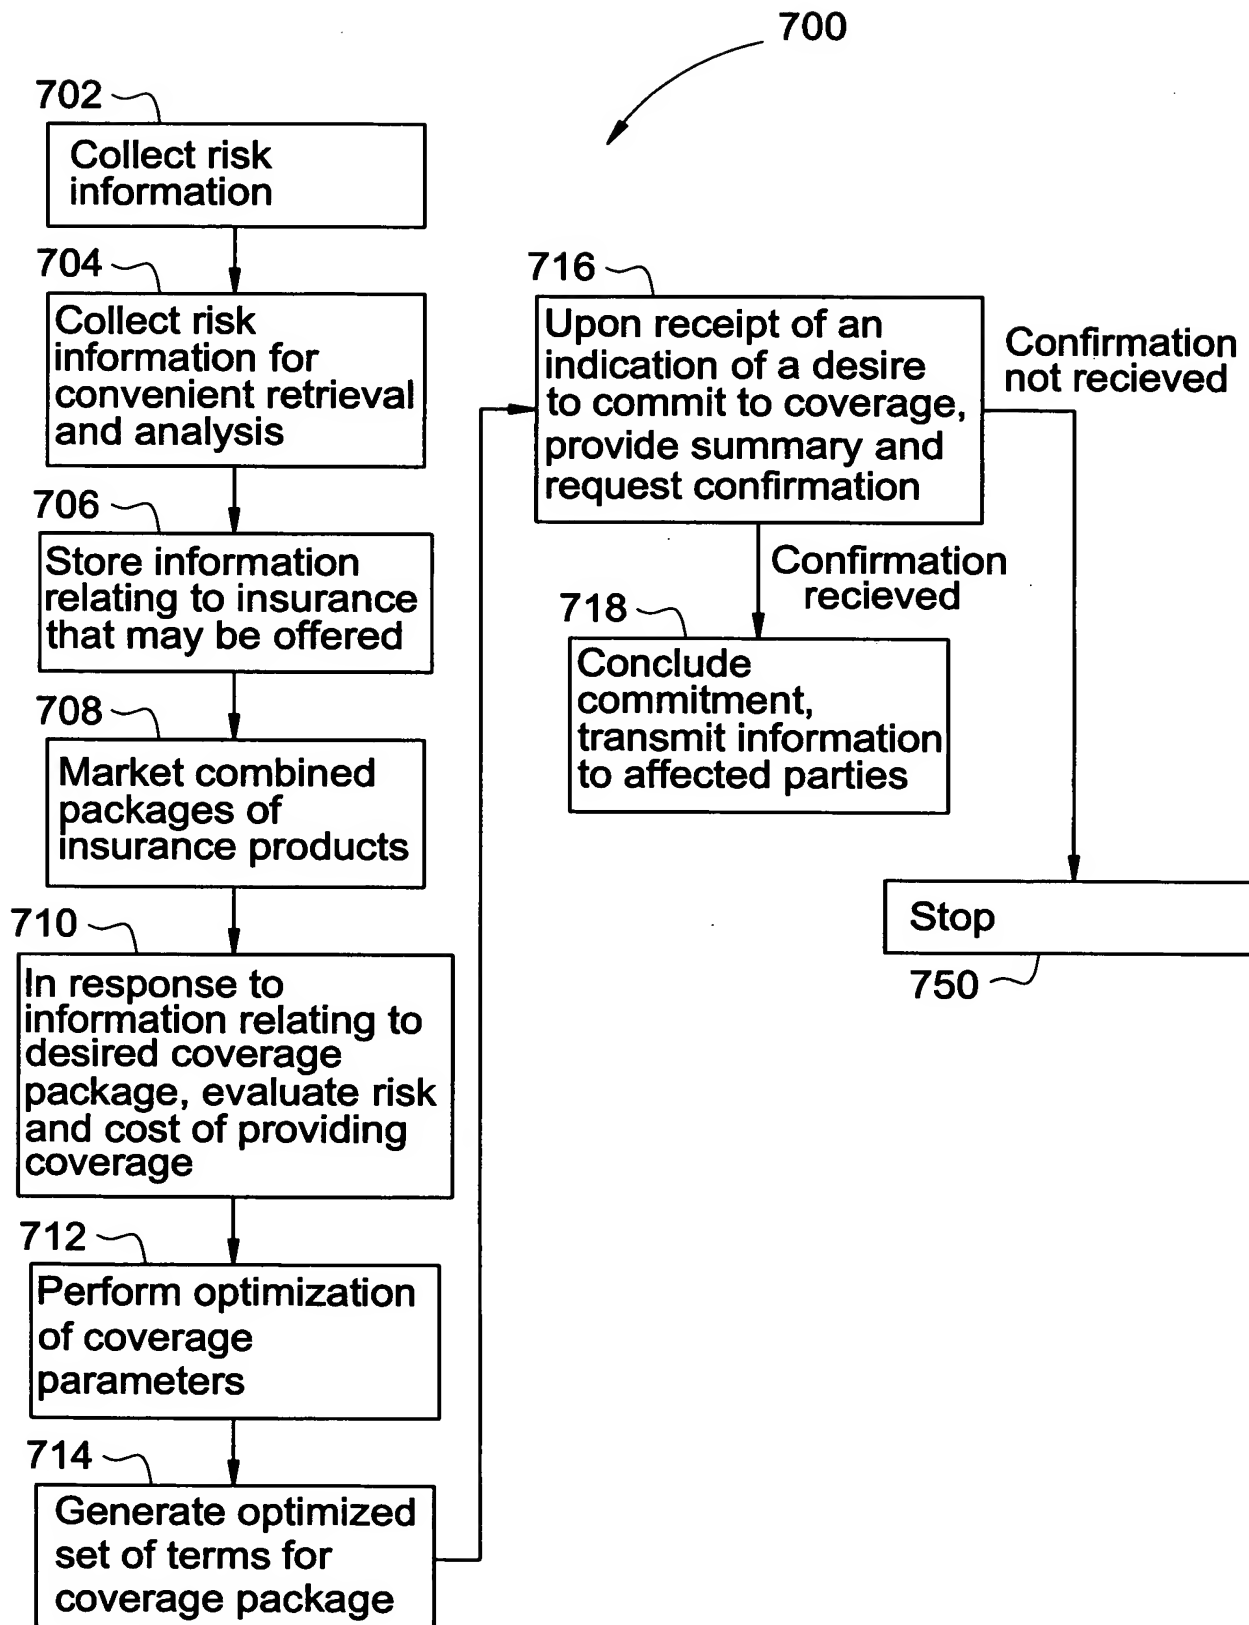 700
702
Collect risk
information
704
Collect risk
information for
convenient retrieval
and analysis
706
Store information
relating to insurance
that may be offered
708
Market combined
packages of
insurance products
710
In response to
information relating to
desired coverage
package, evaluate risk
and cost of providing
coverage
712
Perform optimization
of coverage
parameters
714
Generate optimized
set of terms for
coverage package
716
Upon receipt of an
indication of a desire
to commit to coverage,
provide summary and
request confirmation
Confirmation
not recieved
Confirmation
recieved
718
Conclude
commitment,
transmit information
to affected parties
Stop
750